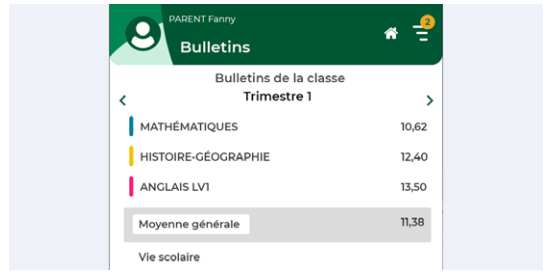 PARENT Fanny
2
Bulletins
Bulletins de la classe
Trimestre 1
MATHÉMATIQUES 10,62
HISTOIRE-GÉOGRAPHIE 12,40
ANGLAIS LV1 13,50
Moyenne générale 11,38
Vie scolaire